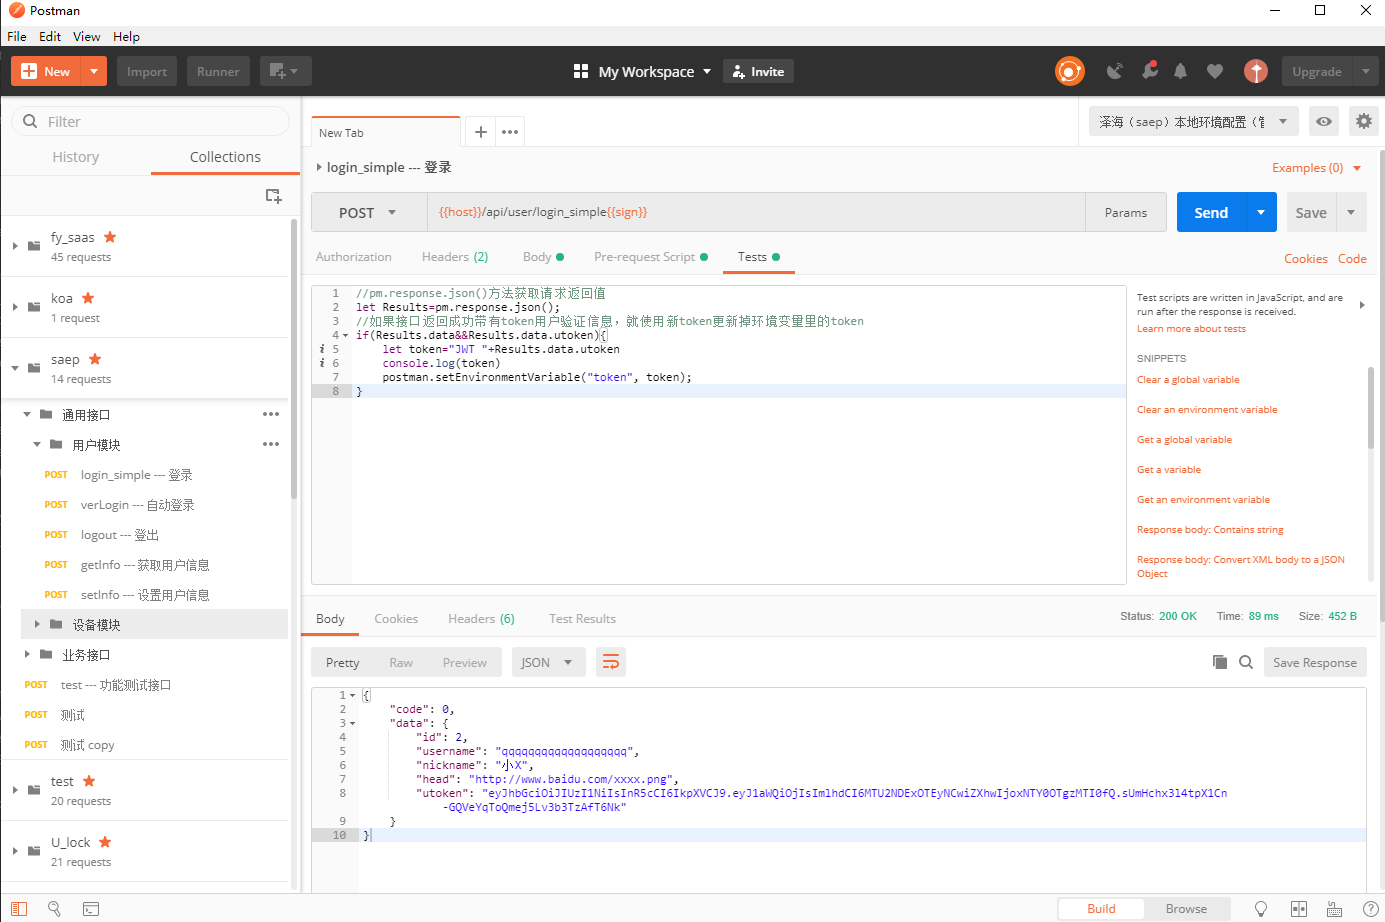 Postman
File Edit View Help
New Import Runner My Workspace Invite Upgrade
Filter
History Collections
fy_saas
45 requests
koa
1 request
saep
14 requests
通用接口
用户模块
POST login_simple --- 登录
POST verLogin --- 自动登录
POST logout --- 登出
POST getInfo --- 获取用户信息
POST setInfo --- 设置用户信息
设备模块
业务接口
POST test --- 功能测试接口
POST 测试
POST 测试 copy
test
20 requests
U_lock
21 requests
New Tab
泽海（saep）本地环境配置（管
login_simple --- 登录
Examples (0)
POST {{host}}/api/user/login_simple{{sign}} Params Send Save
Authorization Headers (2) Body Pre-request Script Tests Cookies Code
1 //pm.response.json()方法获取请求返回值
2 let Results=pm.response.json();
3 //如果接口返回成功带有token用户验证信息，就使用新token更新掉环境变量里的token
4 if(Results.data&&Results.data.utoken){
i 5 let token="JWT "+Results.data.utoken
i 6 console.log(token)
7 postman.setEnvironmentVariable("token", token);
8 }
Test scripts are written in JavaScript, and are
run after the response is received.
Learn more about tests
SNIPPETS
Clear a global variable
Clear an environment variable
Get a global variable
Get a variable
Get an environment variable
Response body: Contains string
Response body: Convert XML body to a JSON
Object
Body Cookies Headers (6) Test Results Status: 200 OK Time: 89 ms Size: 452 B
Pretty Raw Preview JSON Save Response
1 {
2 "code": 0,
3 "data": {
4 "id": 2,
5 "username": "qqqqqqqqqqqqqqqqqqq",
6 "nickname": "小X",
7 "head": "http://www.baidu.com/xxxx.png",
8 "utoken": "eyJhbGciOiJIUzI1NiIsInR5cCI6IkpXVCJ9.eyJ1aWQiOjIsImlhdCI6MTU2NDExOTEyNCwiZXhwIjoxNTY0OTgzMTI0fQ.sUmHchx3l4tpX1Cn
-GQVeYqToQmej5Lv3b3TzAfT6Nk"
9 }
10 }
Build Browse